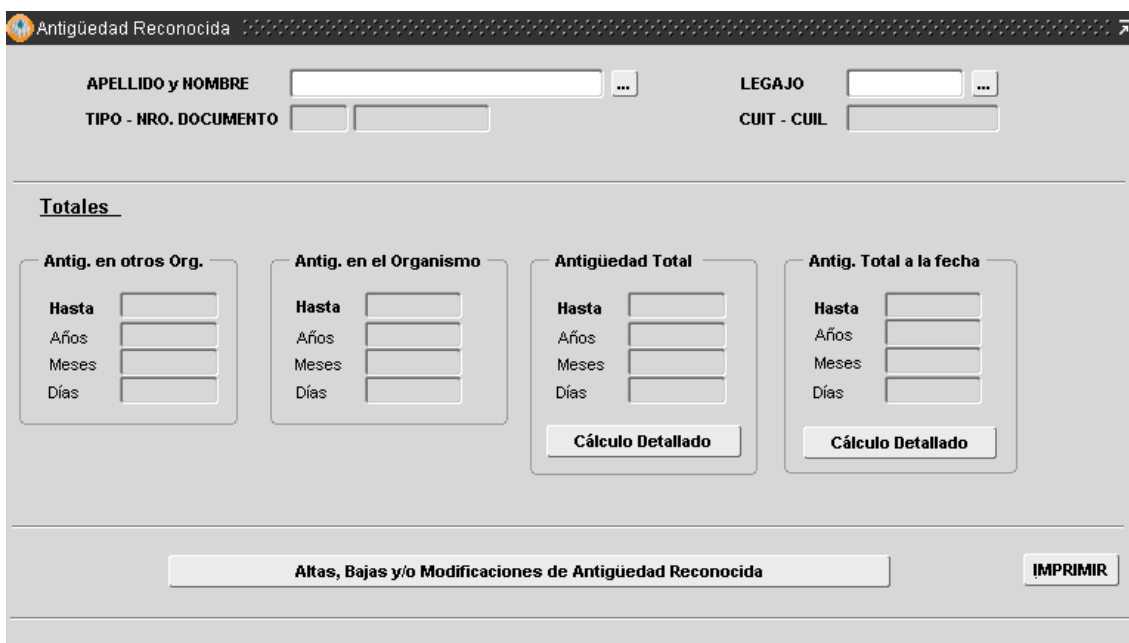 Antigüedad Reconocida
APELLIDO y NOMBRE ... LEGAJO ...
TIPO - NRO. DOCUMENTO CUIT - CUIL
Totales
Antig. en otros Org. Antig. en el Organismo Antigüedad Total Antig. Total a la fecha
Hasta Hasta Hasta Hasta
Años Años Años Años
Meses Meses Meses Meses
Días Días Días Días
Cálculo Detallado Cálculo Detallado
Altas, Bajas y/o Modificaciones de Antigüedad Reconocida IMPRIMIR